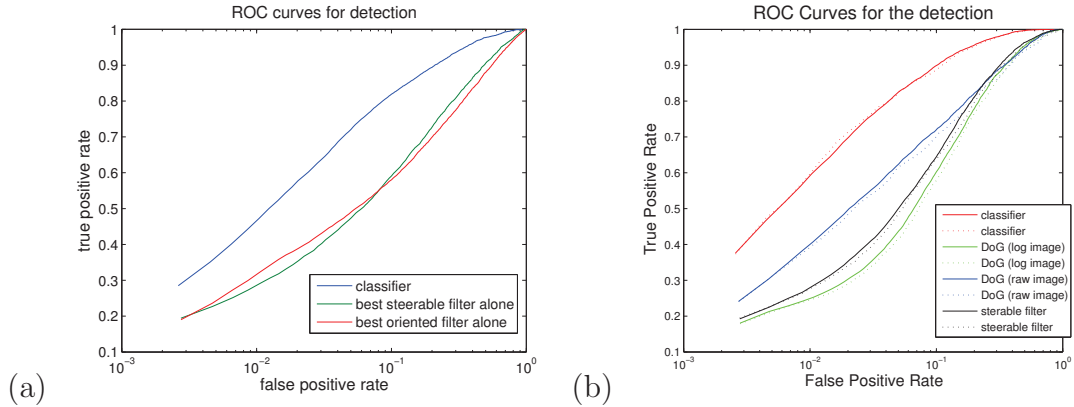 ROC curves for detection
true positive rate
1
0.9
0.8
0.7
0.6
0.5
0.4
0.3
0.2
0.1
classifier
best steerable filter alone
best oriented filter alone
10⁻³
10⁻²
10⁻¹
10⁰
false positive rate
(a)
ROC Curves for the detection
True Positive Rate
1
0.9
0.8
0.7
0.6
0.5
0.4
0.3
0.2
0.1
classifier
classifier
DoG (log image)
DoG (log image)
DoG (raw image)
DoG (raw image)
sterable filter
steerable filter
10⁻³
10⁻²
10⁻¹
10⁰
False Positive Rate
(b)